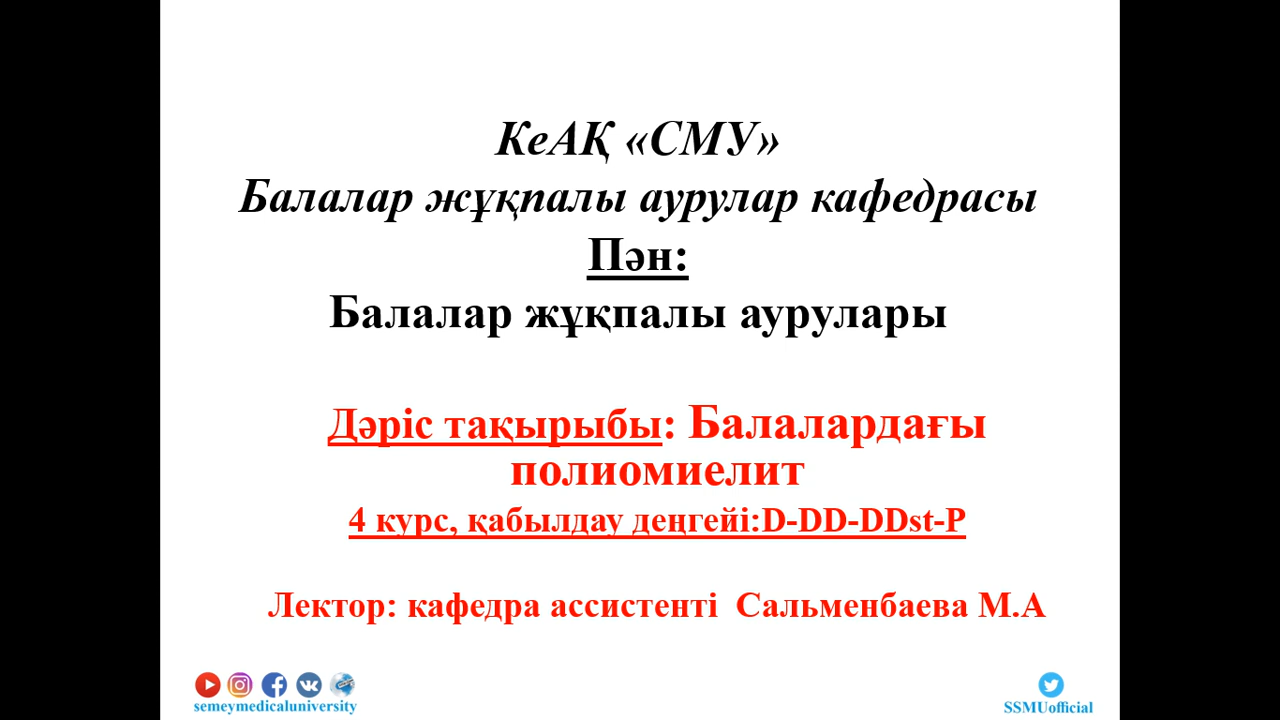 КеАҚ «СМУ»
Балалар жұқпалы аурулар кафедрасы
Пән:
Балалар жұқпалы аурулары
Дәріс тақырыбы: Балалардағы
полиомиелит
4 курс, қабылдау деңгейі:D-DD-DDst-P
Лектор: кафедра ассистенті  Сальменбаева М.А
semeymedicaluniversity
SSMUofficial